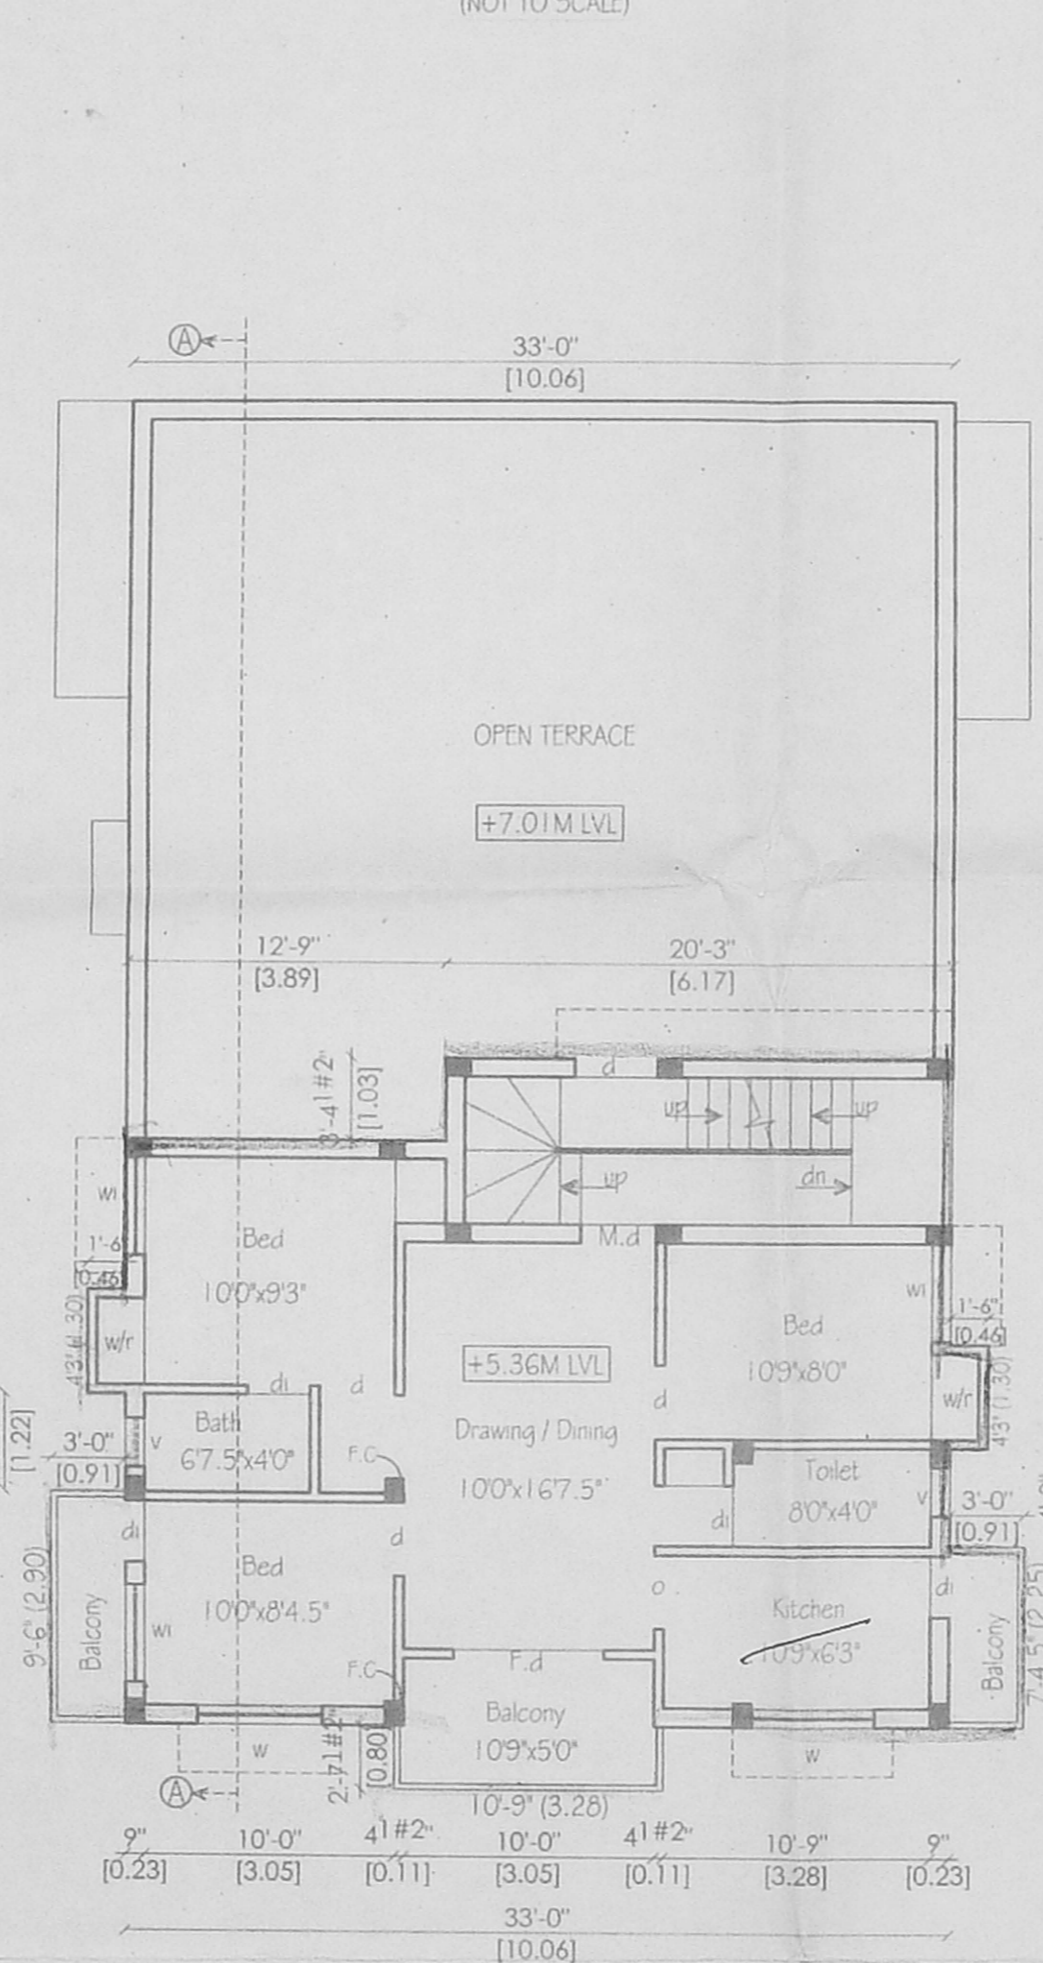 (NOT TO SCALE)
A
33'-0"
[10.06]
OPEN TERRACE
+7.01M LVL
12'-9"
[3.89]
20'-3"
[6.17]
3'-41#2"
[1.03]
d
up
up
up
dn
M.d
wi
1'-6
[0.46]
4'3' (1.30)
w/r
Bed
10'0"x9'3"
di
d
+5.36M LVL
Drawing / Dining
10'0"x16'7.5"
wi
Bed
10'9"x8'0"
1'-6"
[0.46]
4'3' (1.30)
w/r
d
[1.22]
3'-0"
[0.91]
v
Bath
6'7.5"x4'0"
F.C
Toilet
8'0"x4'0"
v
di
3'-0"
[0.91]
di
d
Bed
10'0"x8'4.5"
9'-6" (2.90)
Balcony
wi
o
Kitchen
10'9"x6'3"
di
Balcony
7'-4.5" (2.25)
F.C
F.d
Balcony
10'9"x5'0"
w
2'-71#2"
[0.80]
w
A
10'-9" (3.28)
9" 10'-0" 41#2" 10'-0" 41#2" 10'-9" 9"
[0.23] [3.05] [0.11] [3.05] [0.11] [3.28] [0.23]
33'-0"
[10.06]